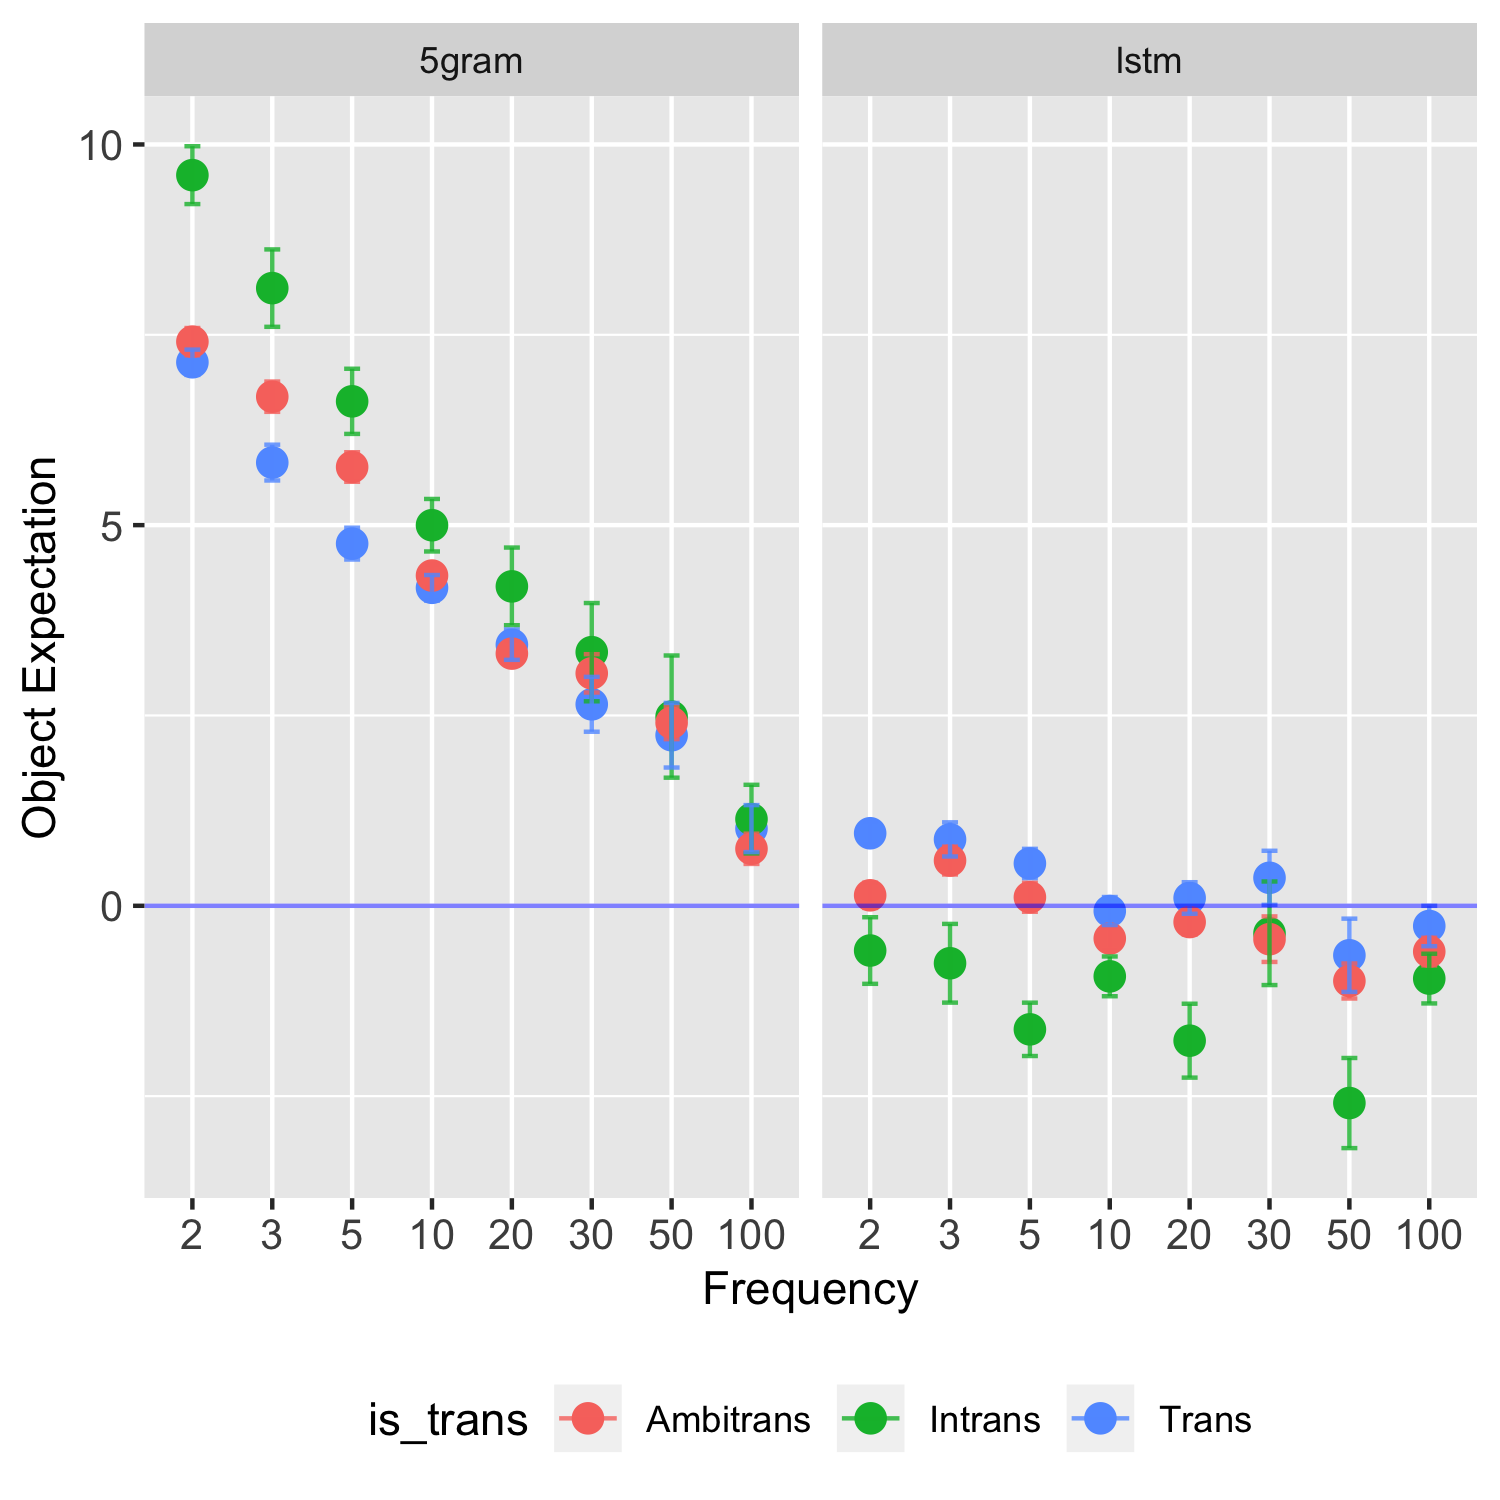 5gram
lstm
10
5
0
Object Expectation
2 3 5 10 20 30 50 100
2 3 5 10 20 30 50 100
Frequency
is_trans Ambitrans Intrans Trans